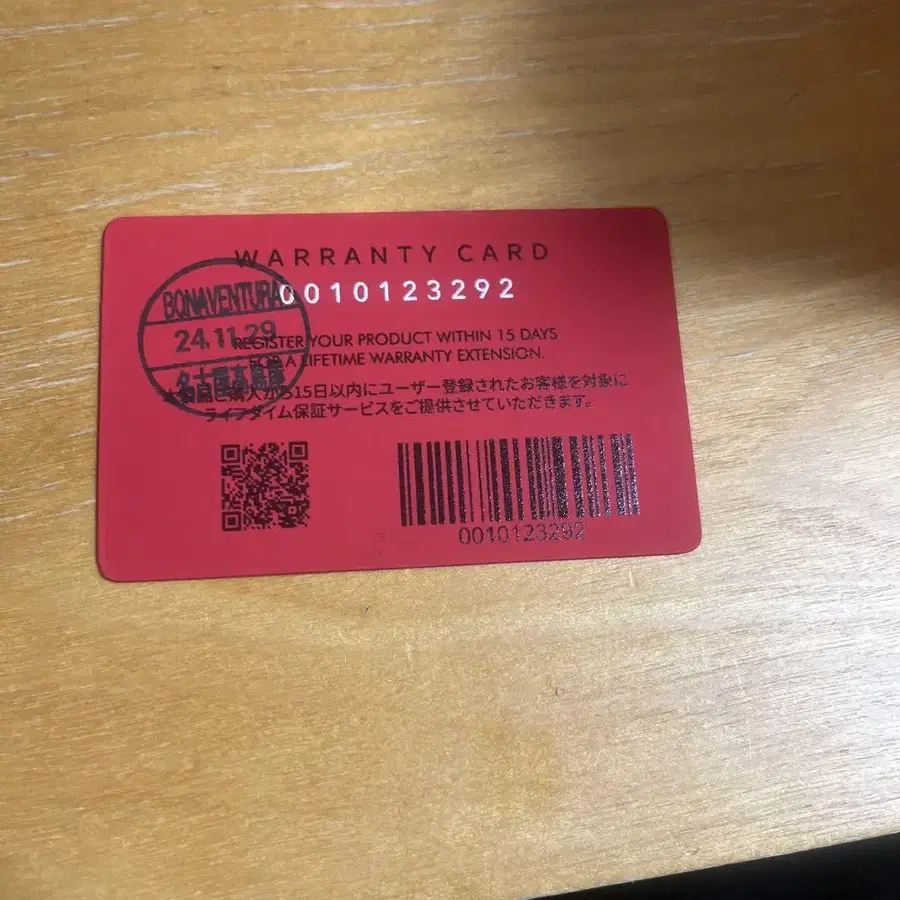 WARRANTY CARD
0010123292
BONAVENTURA
24.11.29
名古屋髙島屋
REGISTER YOUR PRODUCT WITHIN 15 DAYS
FOR A LIFETIME WARRANTY EXTENSION.
ご購入から15日以内にユーザー登録されたお客様を対象に
ライフタイム保証サービスをご提供させていただきます。
0010123292